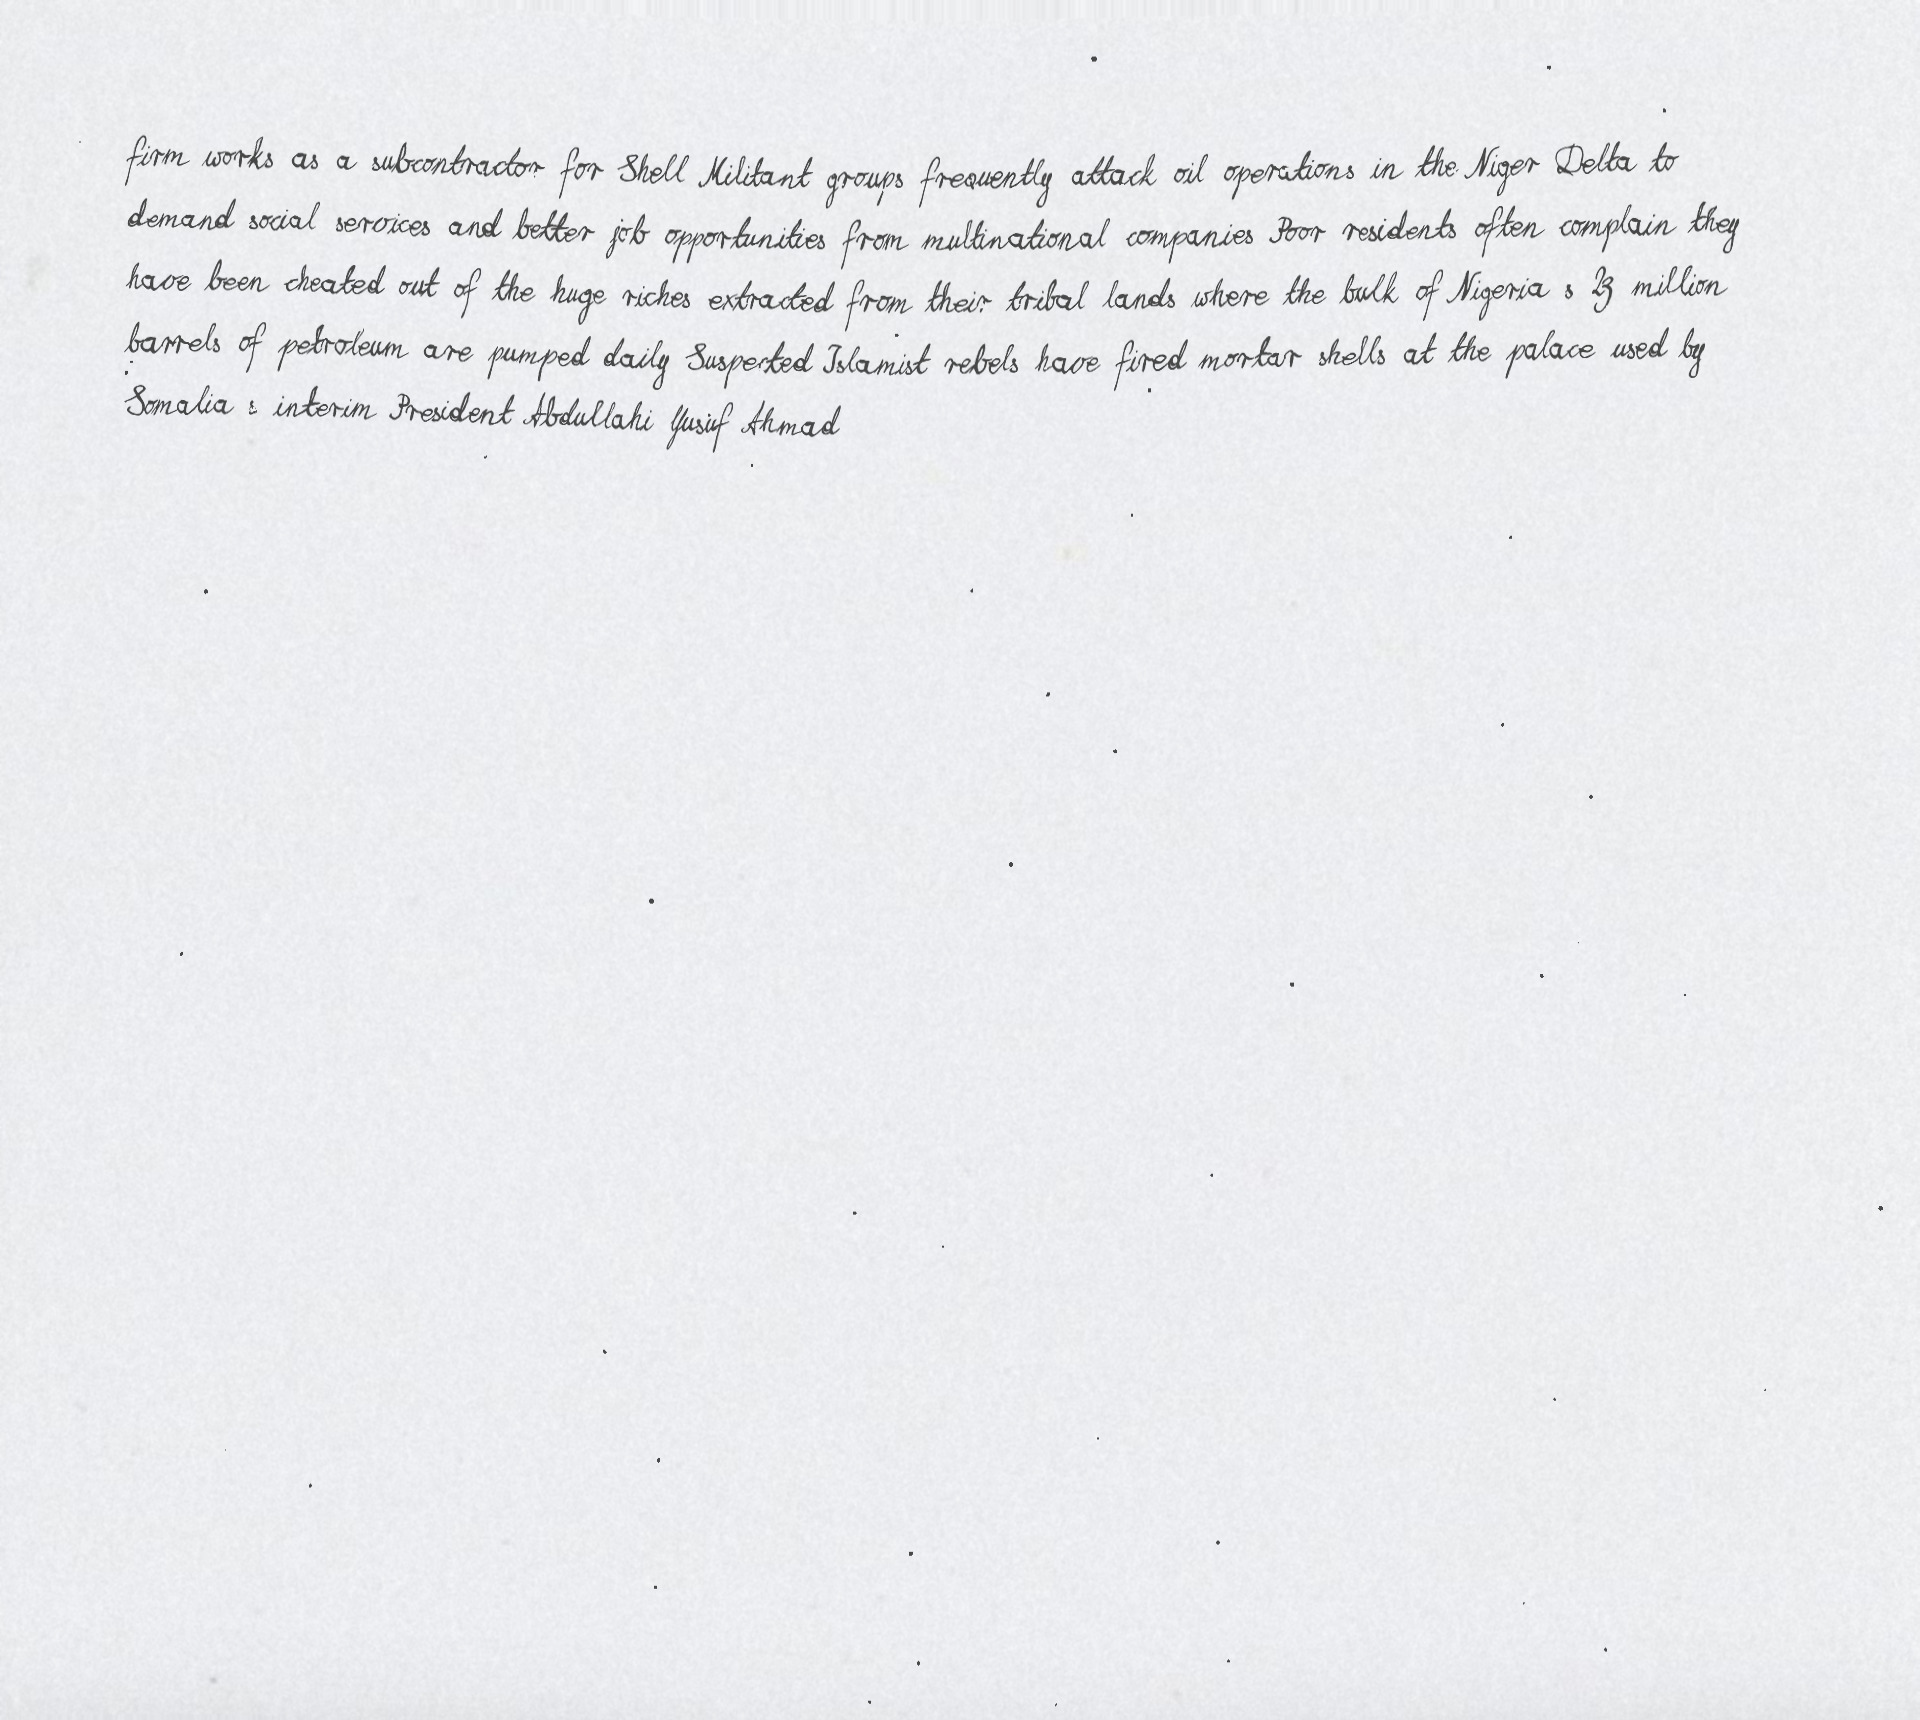 firm works as a subcontractor for Shell Militant groups frequently attack oil operations in the Niger Delta to
demand social services and better job opportunities from multinational companies Poor residents often complain they
have been cheated out of the huge riches extracted from their tribal lands where the bulk of Nigeria s 23 million
barrels of petroleum are pumped daily Suspected Islamist rebels have fired mortar shells at the palace used by
Somalia s interim President Abdullahi Yusuf Ahmad